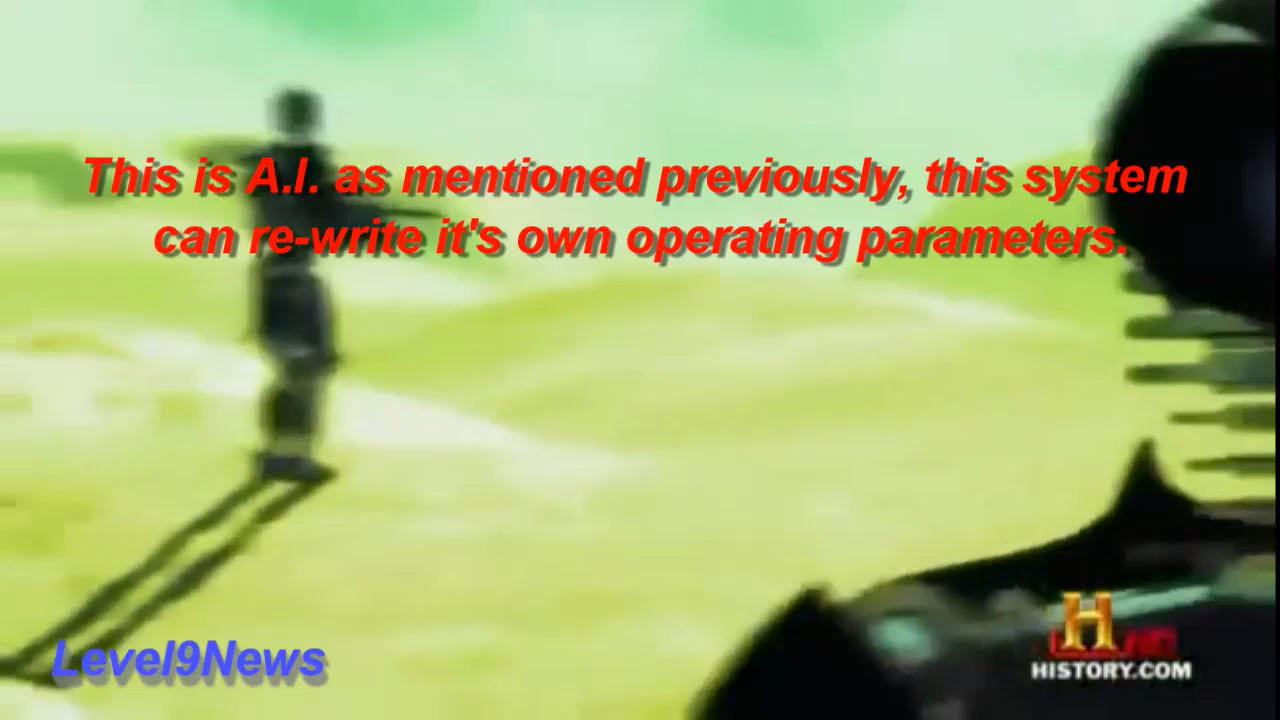 This is A.I. as mentioned previously, this system
can re-write it's own operating parameters.
Level9News
H
HISTORY.COM